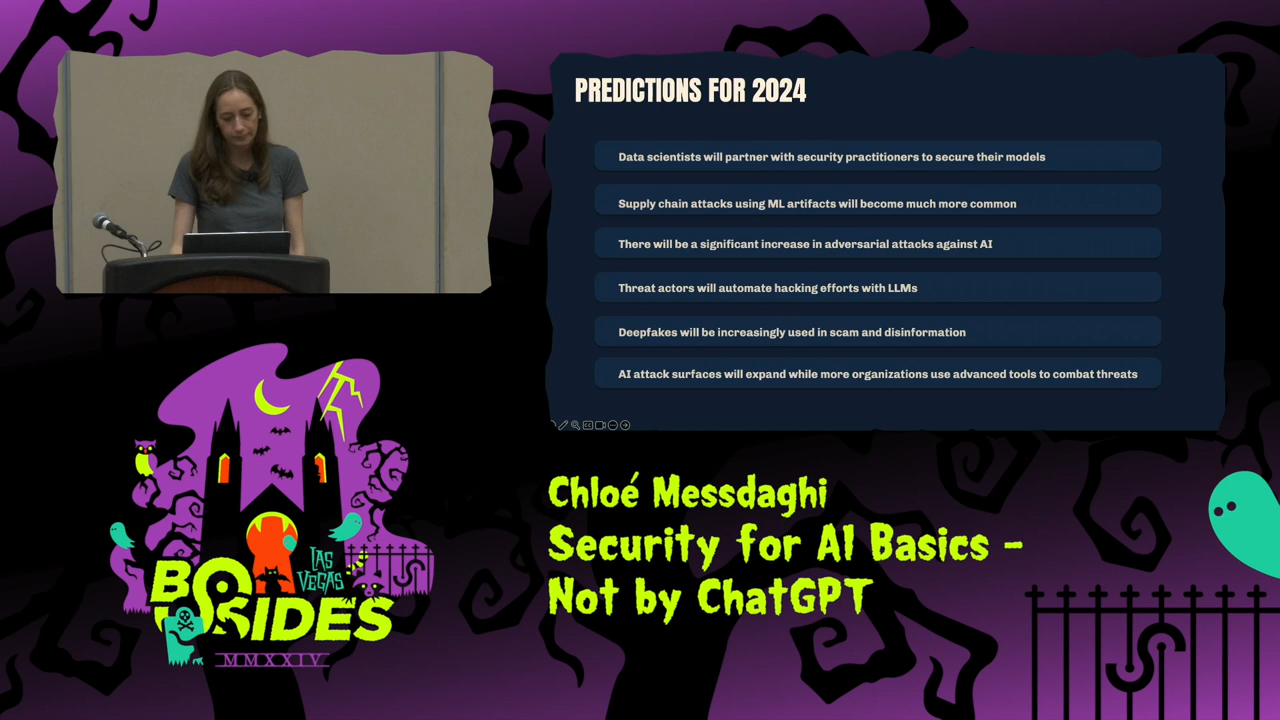 PREDICTIONS FOR 2024
Data scientists will partner with security practitioners to secure their models
Supply chain attacks using ML artifacts will become much more common
There will be a significant increase in adversarial attacks against AI
Threat actors will automate hacking efforts with LLMs
Deepfakes will be increasingly used in scam and disinformation
AI attack surfaces will expand while more organizations use advanced tools to combat threats
LAS
VEGAS
BSIDES
MMXXIV
Chloé Messdaghi
Security for AI Basics -
Not by ChatGPT